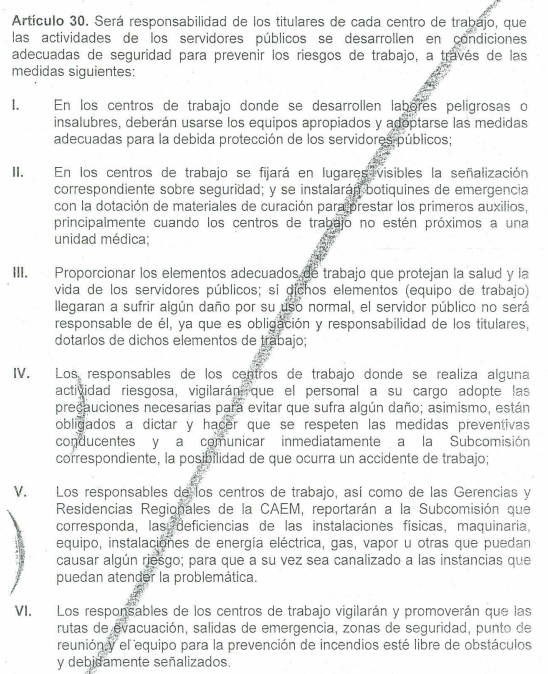 Artículo 30. Será responsabilidad de los titulares de cada centro de trabajo, que
las actividades de los servidores públicos se desarrollen en condiciones
adecuadas de seguridad para prevenir los riesgos de trabajo, a través de las
medidas siguientes:
I. En los centros de trabajo donde se desarrollen labores peligrosas o
insalubres, deberán usarse los equipos apropiados y adoptarse las medidas
adecuadas para la debida protección de los servidores públicos;
II. En los centros de trabajo se fijará en lugares visibles la señalización
correspondiente sobre seguridad; y se instalarán botiquines de emergencia
con la dotación de materiales de curación para prestar los primeros auxilios,
principalmente cuando los centros de trabajo no estén próximos a una
unidad médica;
III. Proporcionar los elementos adecuados de trabajo que protejan la salud y la
vida de los servidores públicos; sí dichos elementos (equipo de trabajo)
llegaran a sufrir algún daño por su uso normal, el servidor público no será
responsable de él, ya que es obligación y responsabilidad de los titulares,
dotarlos de dichos elementos de trabajo;
IV. Los responsables de los centros de trabajo donde se realiza alguna
actividad riesgosa, vigilarán que el personal a su cargo adopte las
precauciones necesarias para evitar que sufra algún daño; asimismo, están
obligados a dictar y hacer que se respeten las medidas preventivas
conducentes y a comunicar inmediatamente a la Subcomisión
correspondiente, la posibilidad de que ocurra un accidente de trabajo;
V. Los responsables de los centros de trabajo, así como de las Gerencias y
Residencias Regionales de la CAEM, reportarán a la Subcomisión que
corresponda, las deficiencias de las instalaciones físicas, maquinaria,
equipo, instalaciones de energía eléctrica, gas, vapor u otras que puedan
causar algún riesgo; para que a su vez sea canalizado a las instancias que
puedan atender la problemática.
VI. Los responsables de los centros de trabajo vigilarán y promoverán que las
rutas de evacuación, salidas de emergencia, zonas de seguridad, punto de
reunión y el equipo para la prevención de incendios esté libre de obstáculos
y debidamente señalizados.